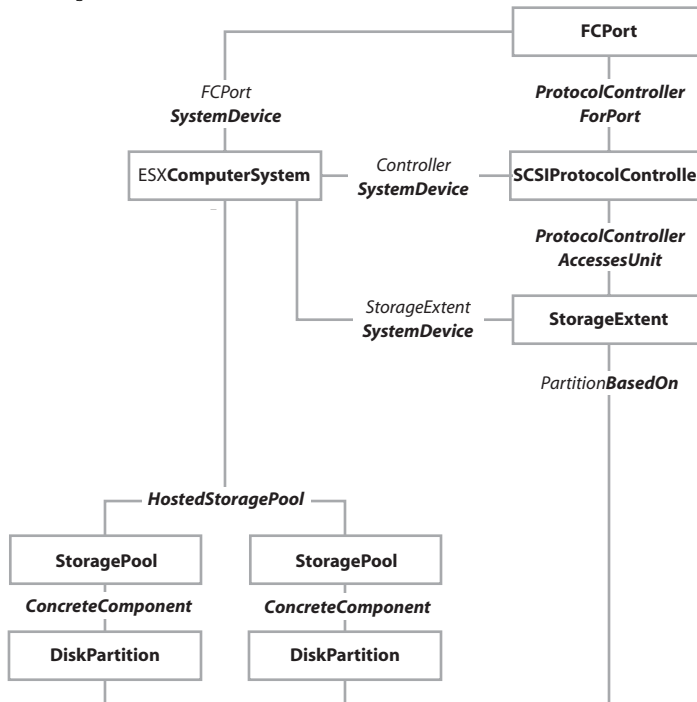 FCPort
FCPort
SystemDevice
ProtocolController
ForPort
ESXComputerSystem
Controller
SystemDevice
SCSIProtocolControlle
ProtocolController
AccessesUnit
StorageExtent
SystemDevice
StorageExtent
PartitionBasedOn
HostedStoragePool
StoragePool
StoragePool
ConcreteComponent
ConcreteComponent
DiskPartition
DiskPartition